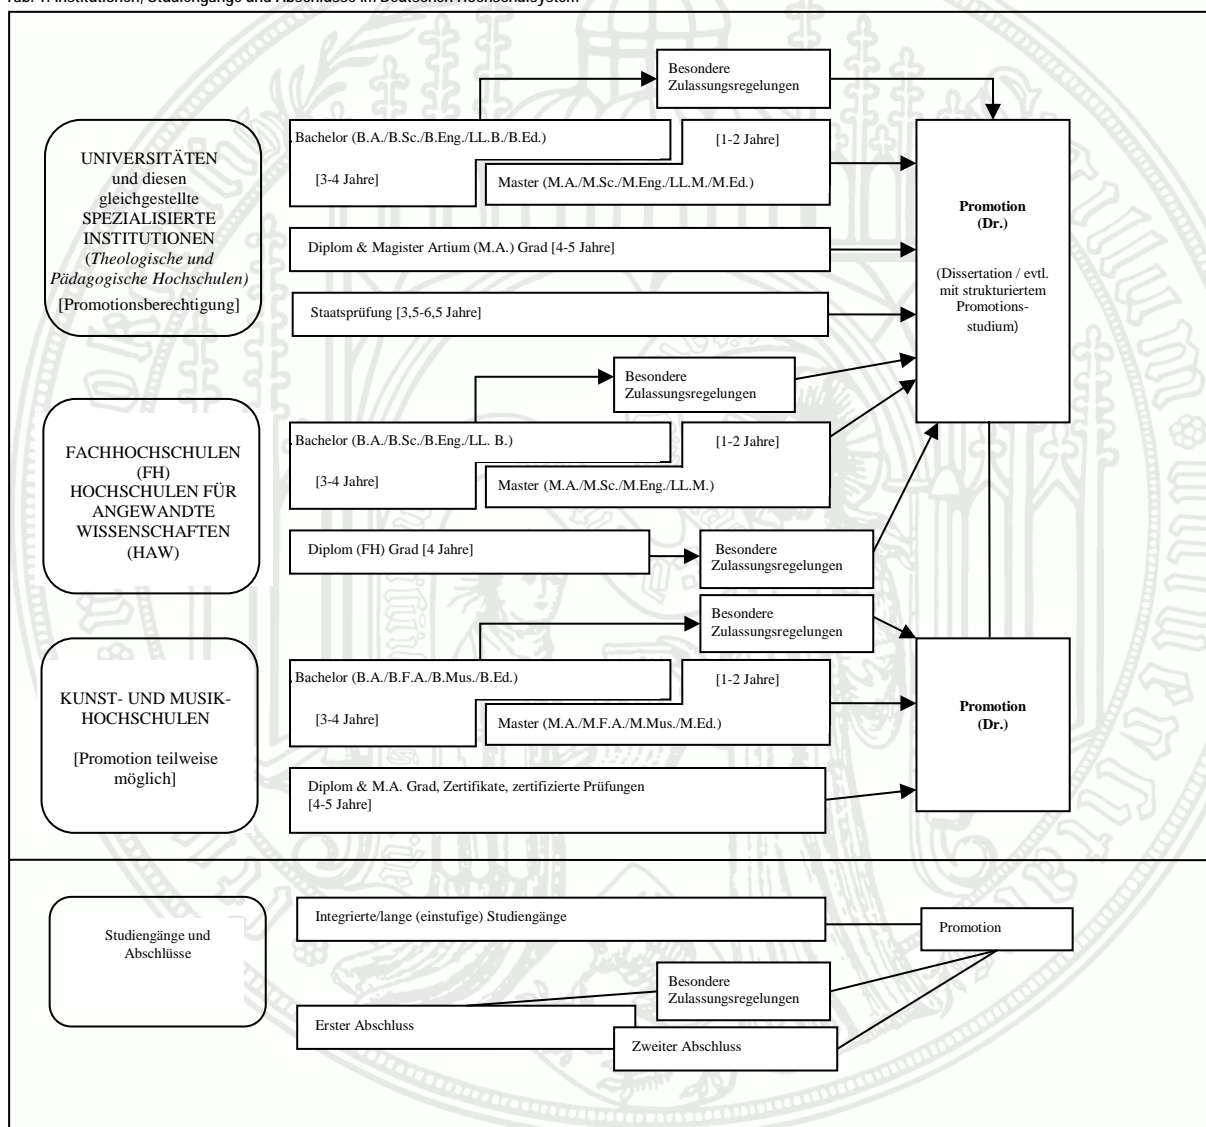 Tab. 1: Institutionen, Studiengänge und Abschlüsse im Deutschen Hochschulsystem
Besondere
Zulassungsregelungen
UNIVERSITÄTEN
und diesen
gleichgestellte
SPEZIALISIERTE
INSTITUTIONEN
(Theologische und
Pädagogische Hochschulen)
[Promotionsberechtigung]
Bachelor (B.A./B.Sc./B.Eng./LL.B./B.Ed.)
[3-4 Jahre]
[1-2 Jahre]
Master (M.A./M.Sc./M.Eng./LL.M./M.Ed.)
Diplom & Magister Artium (M.A.) Grad [4-5 Jahre]
Staatsprüfung [3,5-6,5 Jahre]
Promotion
(Dr.)
(Dissertation / evtl.
mit strukturiertem
Promotions-
studium)
Besondere
Zulassungsregelungen
FACHHOCHSCHULEN
(FH)
HOCHSCHULEN FÜR
ANGEWANDTE
WISSENSCHAFTEN
(HAW)
Bachelor (B.A./B.Sc./B.Eng./LL. B.)
[3-4 Jahre]
[1-2 Jahre]
Master (M.A./M.Sc./M.Eng./LL.M.)
Diplom (FH) Grad [4 Jahre]
Besondere
Zulassungsregelungen
Besondere
Zulassungsregelungen
KUNST- UND MUSIK-
HOCHSCHULEN
[Promotion teilweise
möglich]
Bachelor (B.A./B.F.A./B.Mus./B.Ed.)
[3-4 Jahre]
[1-2 Jahre]
Master (M.A./M.F.A./M.Mus./M.Ed.)
Diplom & M.A. Grad, Zertifikate, zertifizierte Prüfungen
[4-5 Jahre]
Promotion
(Dr.)
Studiengänge und
Abschlüsse
Integrierte/lange (einstufige) Studiengänge
Promotion
Besondere
Zulassungsregelungen
Erster Abschluss
Zweiter Abschluss